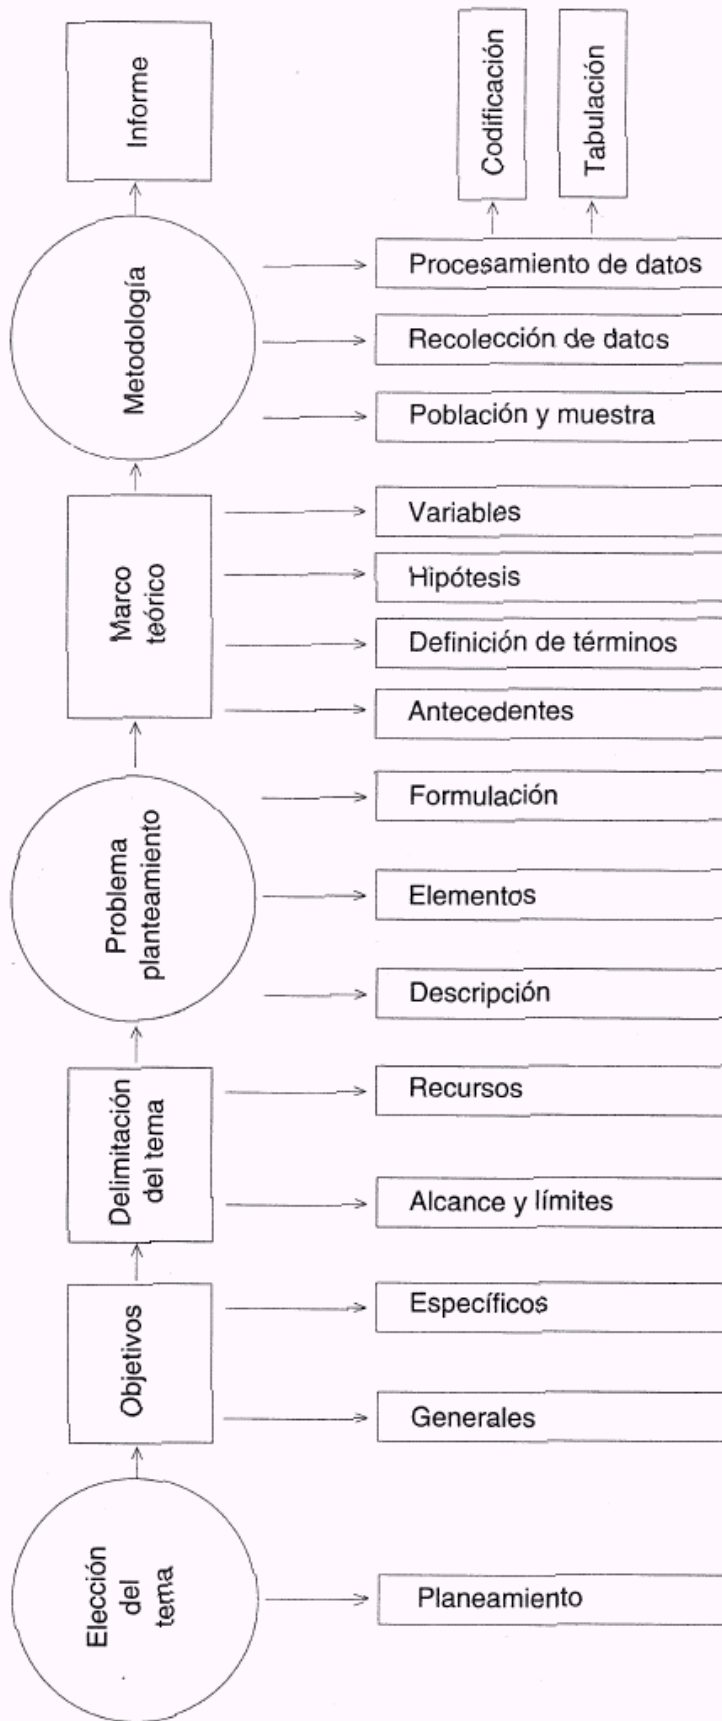 Informe
Codificación
Tabulación
Metodología
Procesamiento de datos
Recolección de datos
Población y muestra
Marco
teórico
Variables
Hipótesis
Definición de términos
Antecedentes
Problema
planteamiento
Formulación
Elementos
Descripción
Delimitación
del tema
Recursos
Alcance y límites
Objetivos
Específicos
Generales
Elección
del
tema
Planeamiento